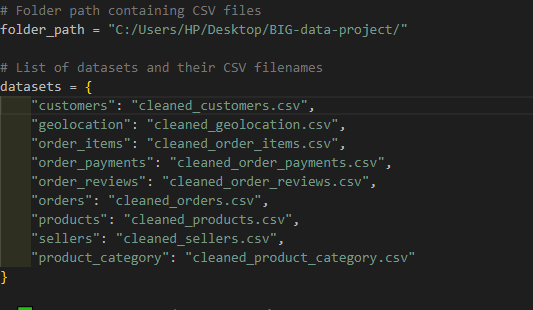 # Folder path containing CSV files
folder_path = "C:/Users/HP/Desktop/BIG-data-project/"
# List of datasets and their CSV filenames
datasets = {
"customers": "cleaned_customers.csv",
"geolocation": "cleaned_geolocation.csv",
"order_items": "cleaned_order_items.csv",
"order_payments": "cleaned_order_payments.csv",
"order_reviews": "cleaned_order_reviews.csv",
"orders": "cleaned_orders.csv",
"products": "cleaned_products.csv",
"sellers": "cleaned_sellers.csv",
"product_category": "cleaned_product_category.csv"
}